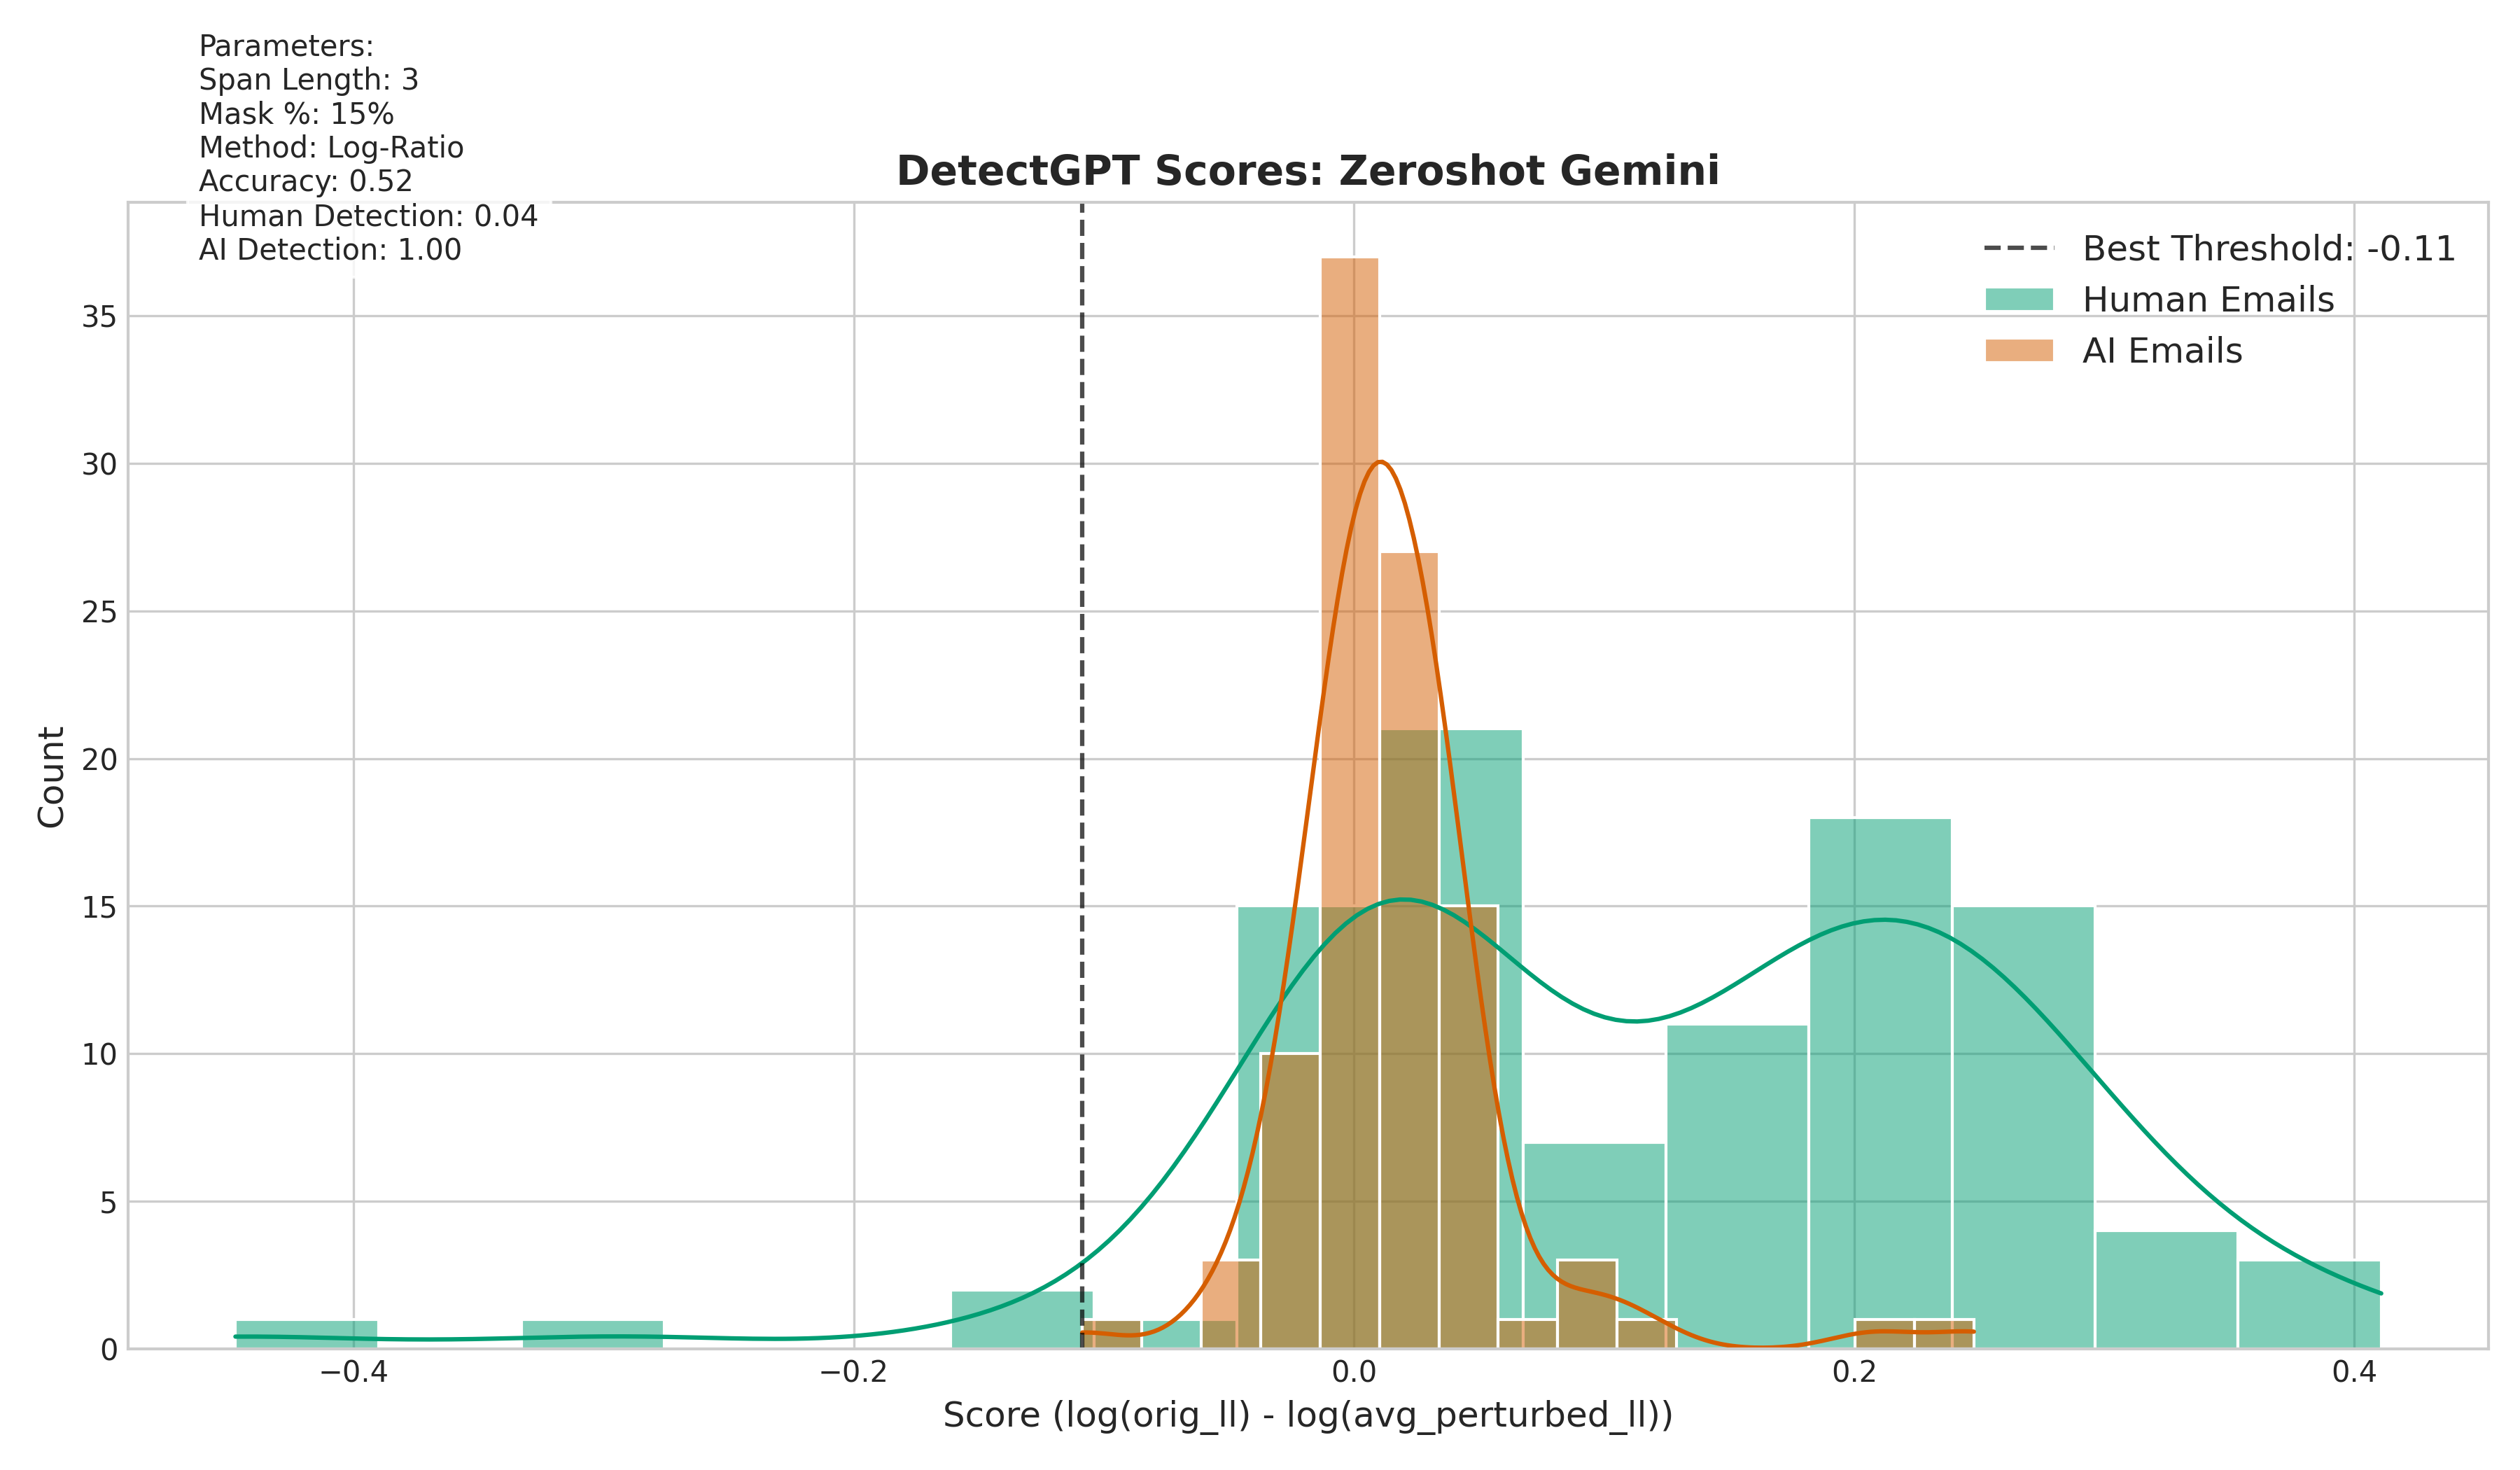 Parameters:
Span Length: 3
Mask %: 15%
Method: Log-Ratio
Accuracy: 0.52
Human Detection: 0.04
AI Detection: 1.00
DetectGPT Scores: Zeroshot Gemini
Best Threshold: -0.11
Human Emails
AI Emails
Count
35
30
25
20
15
10
5
0
−0.4
−0.2
0.0
0.2
0.4
Score (log(orig_ll) - log(avg_perturbed_ll))